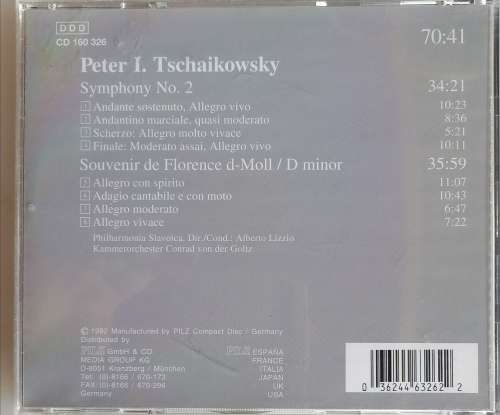 DDD
CD 160 326 70:41
Peter I. Tschaikowsky
Symphony No. 2 34:21
1 Andante sostenuto, Allegro vivo 10:23
2 Andantino marciale, quasi moderato 8:36
3 Scherzo: Allegro molto vivace 5:21
4 Finale: Moderato assai, Allegro vivo 10:11
Souvenir de Florence d-Moll / D minor 35:59
5 Allegro con spirito 11:07
6 Adagio cantabile e con moto 10:43
7 Allegro moderato 6:47
8 Allegro vivace 7:22
Philharmonia Slavoica. Dir./Cond.: Alberto Lizzio
Kammerorchester Conrad von der Goltz
© 1992 Manufactured by PILZ Compact Disc / Germany
Distributed by
PILZ GmbH & CO PILZ ESPAÑA
MEDIA GROUP KG FRANCE
D-8051 Kranzberg / München ITALIA
Tel: (0)-8166 / 676-173 JAPAN
FAX (0)-8166 / 670-296 UK
Germany USA
0 36244 63262 2